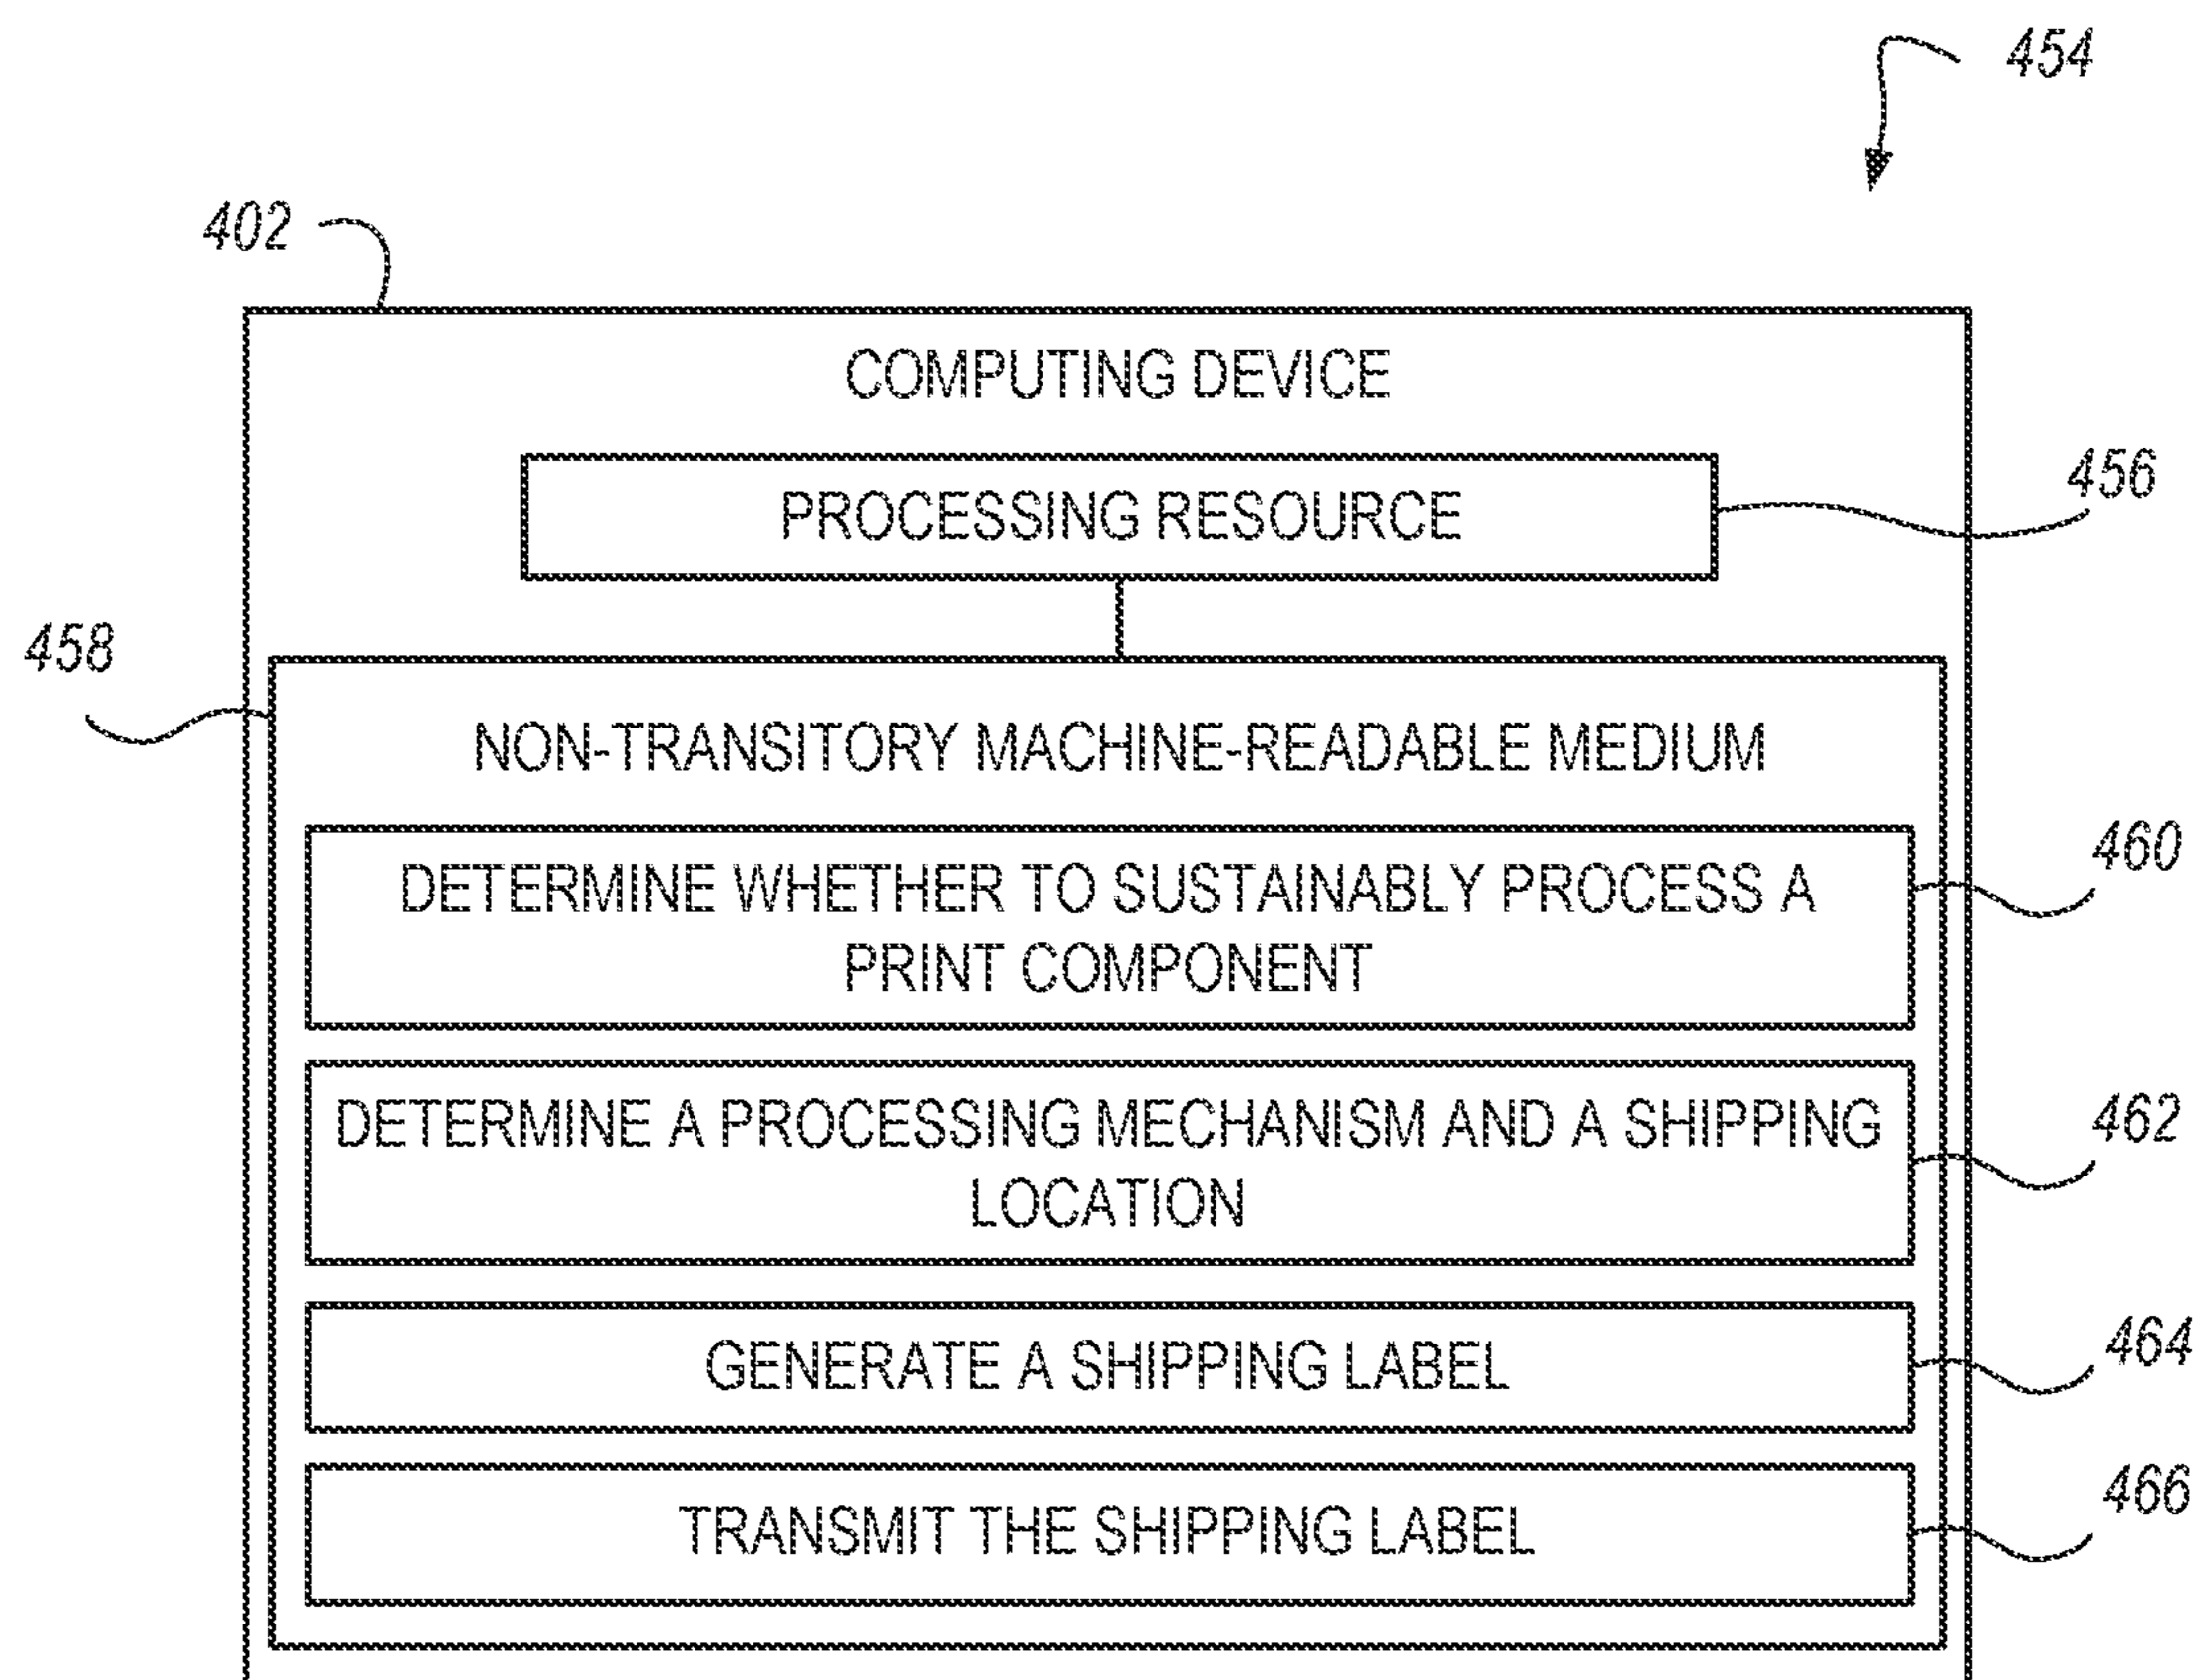 454
402
COMPUTING DEVICE
PROCESSING RESOURCE
456
458
NON-TRANSITORY MACHINE-READABLE MEDIUM
DETERMINE WHETHER TO SUSTAINABLY PROCESS A
PRINT COMPONENT
460
DETERMINE A PROCESSING MECHANISM AND A SHIPPING
LOCATION
462
GENERATE A SHIPPING LABEL
464
TRANSMIT THE SHIPPING LABEL
466